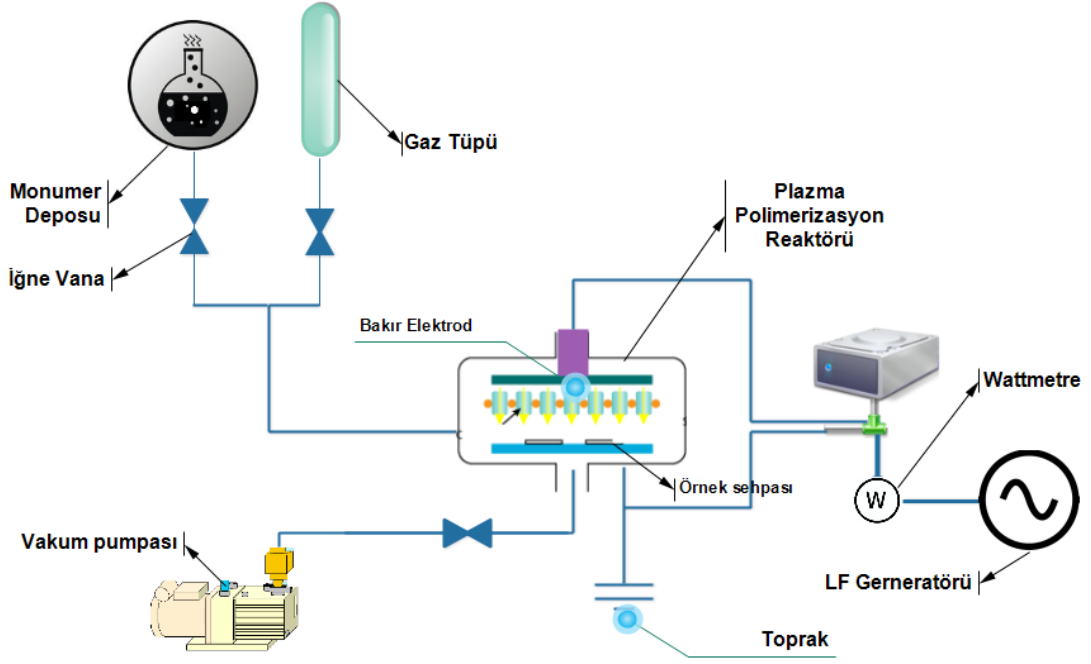 Gaz Tüpü
Monumer
Deposu
Plazma
Polimerizasyon
Reaktörü
İğne Vana
Bakır Elektrod
Wattmetre
Örnek sehpası
W
Vakum pumpası
LF Gerneratörü
Toprak